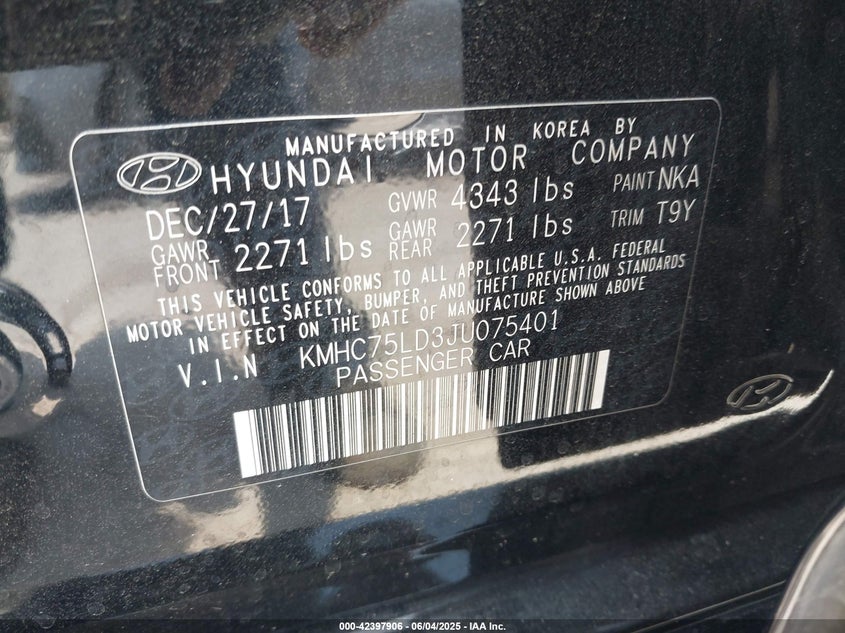 MANUFACTURED IN KOREA BY
HYUNDAI MOTOR COMPANY
DEC/27/17 GVWR 4343 lbs PAINT NKA
GAWR FRONT 2271 lbs GAWR REAR 2271 lbs TRIM T9Y
THIS VEHICLE CONFORMS TO ALL APPLICABLE U.S.A. FEDERAL
MOTOR VEHICLE SAFETY, BUMPER, AND THEFT PREVENTION STANDARDS
IN EFFECT ON THE DATE OF MANUFACTURE SHOWN ABOVE
V.I.N KMHC75LD3JU075401
PASSENGER CAR
000-42397906 - 06/04/2025 - IAA Inc.